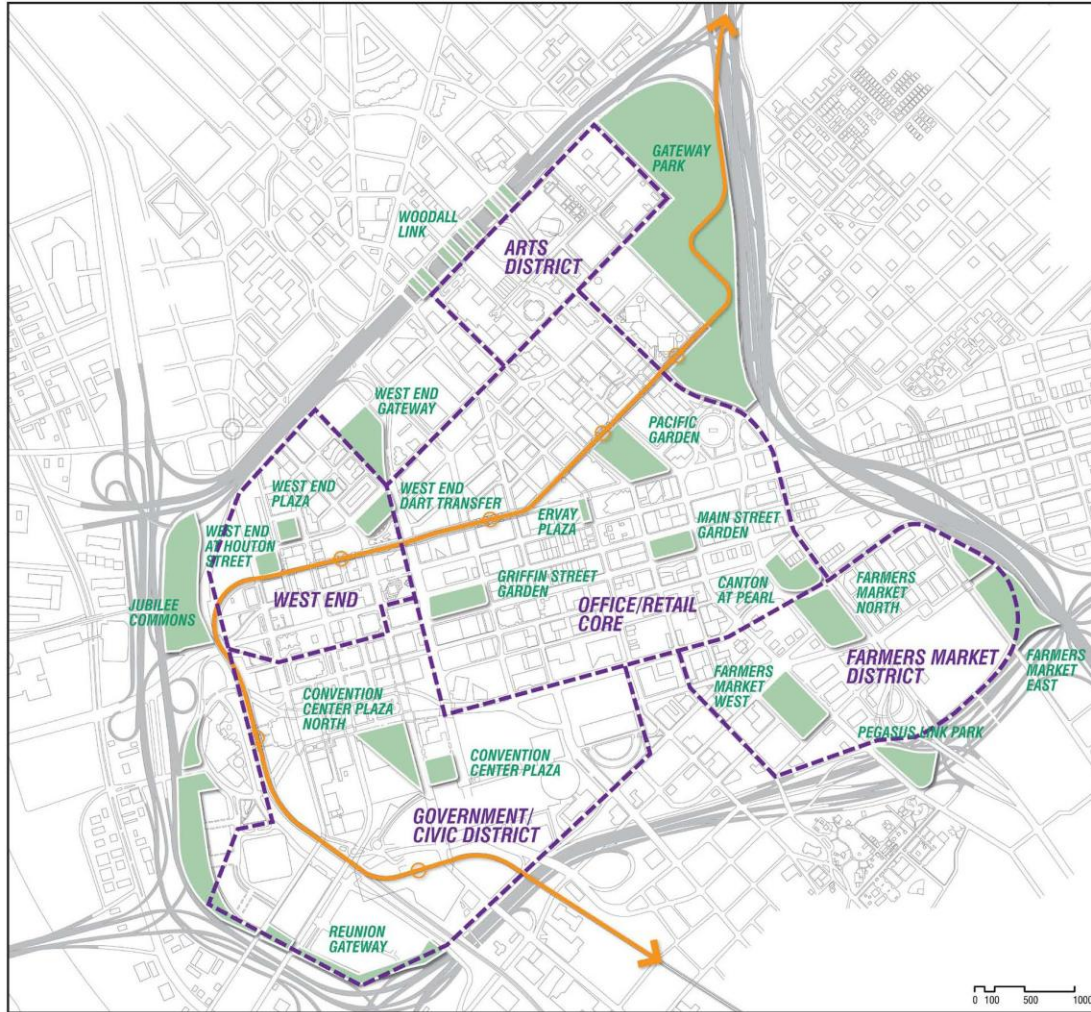 GATEWAY
PARK
WOODALL
LINK
ARTS
DISTRICT
WEST END
GATEWAY
PACIFIC
GARDEN
WEST END
PLAZA
WEST END
DART TRANSFER
ERVAY
PLAZA
MAIN STREET
GARDEN
WEST END
AT HOUTON
STREET
JUBILEE
COMMONS
WEST END
GRIFFIN STREET
GARDEN
OFFICE/RETAIL
CORE
CANTON
AT PEARL
FARMERS
MARKET
NORTH
FARMERS MARKET
DISTRICT
FARMERS
MARKET
EAST
FARMERS
MARKET
WEST
CONVENTION
CENTER PLAZA
NORTH
PEGASUS LINK PARK
CONVENTION
CENTER PLAZA
GOVERNMENT/
CIVIC DISTRICT
REUNION
GATEWAY
0 100 500 1000